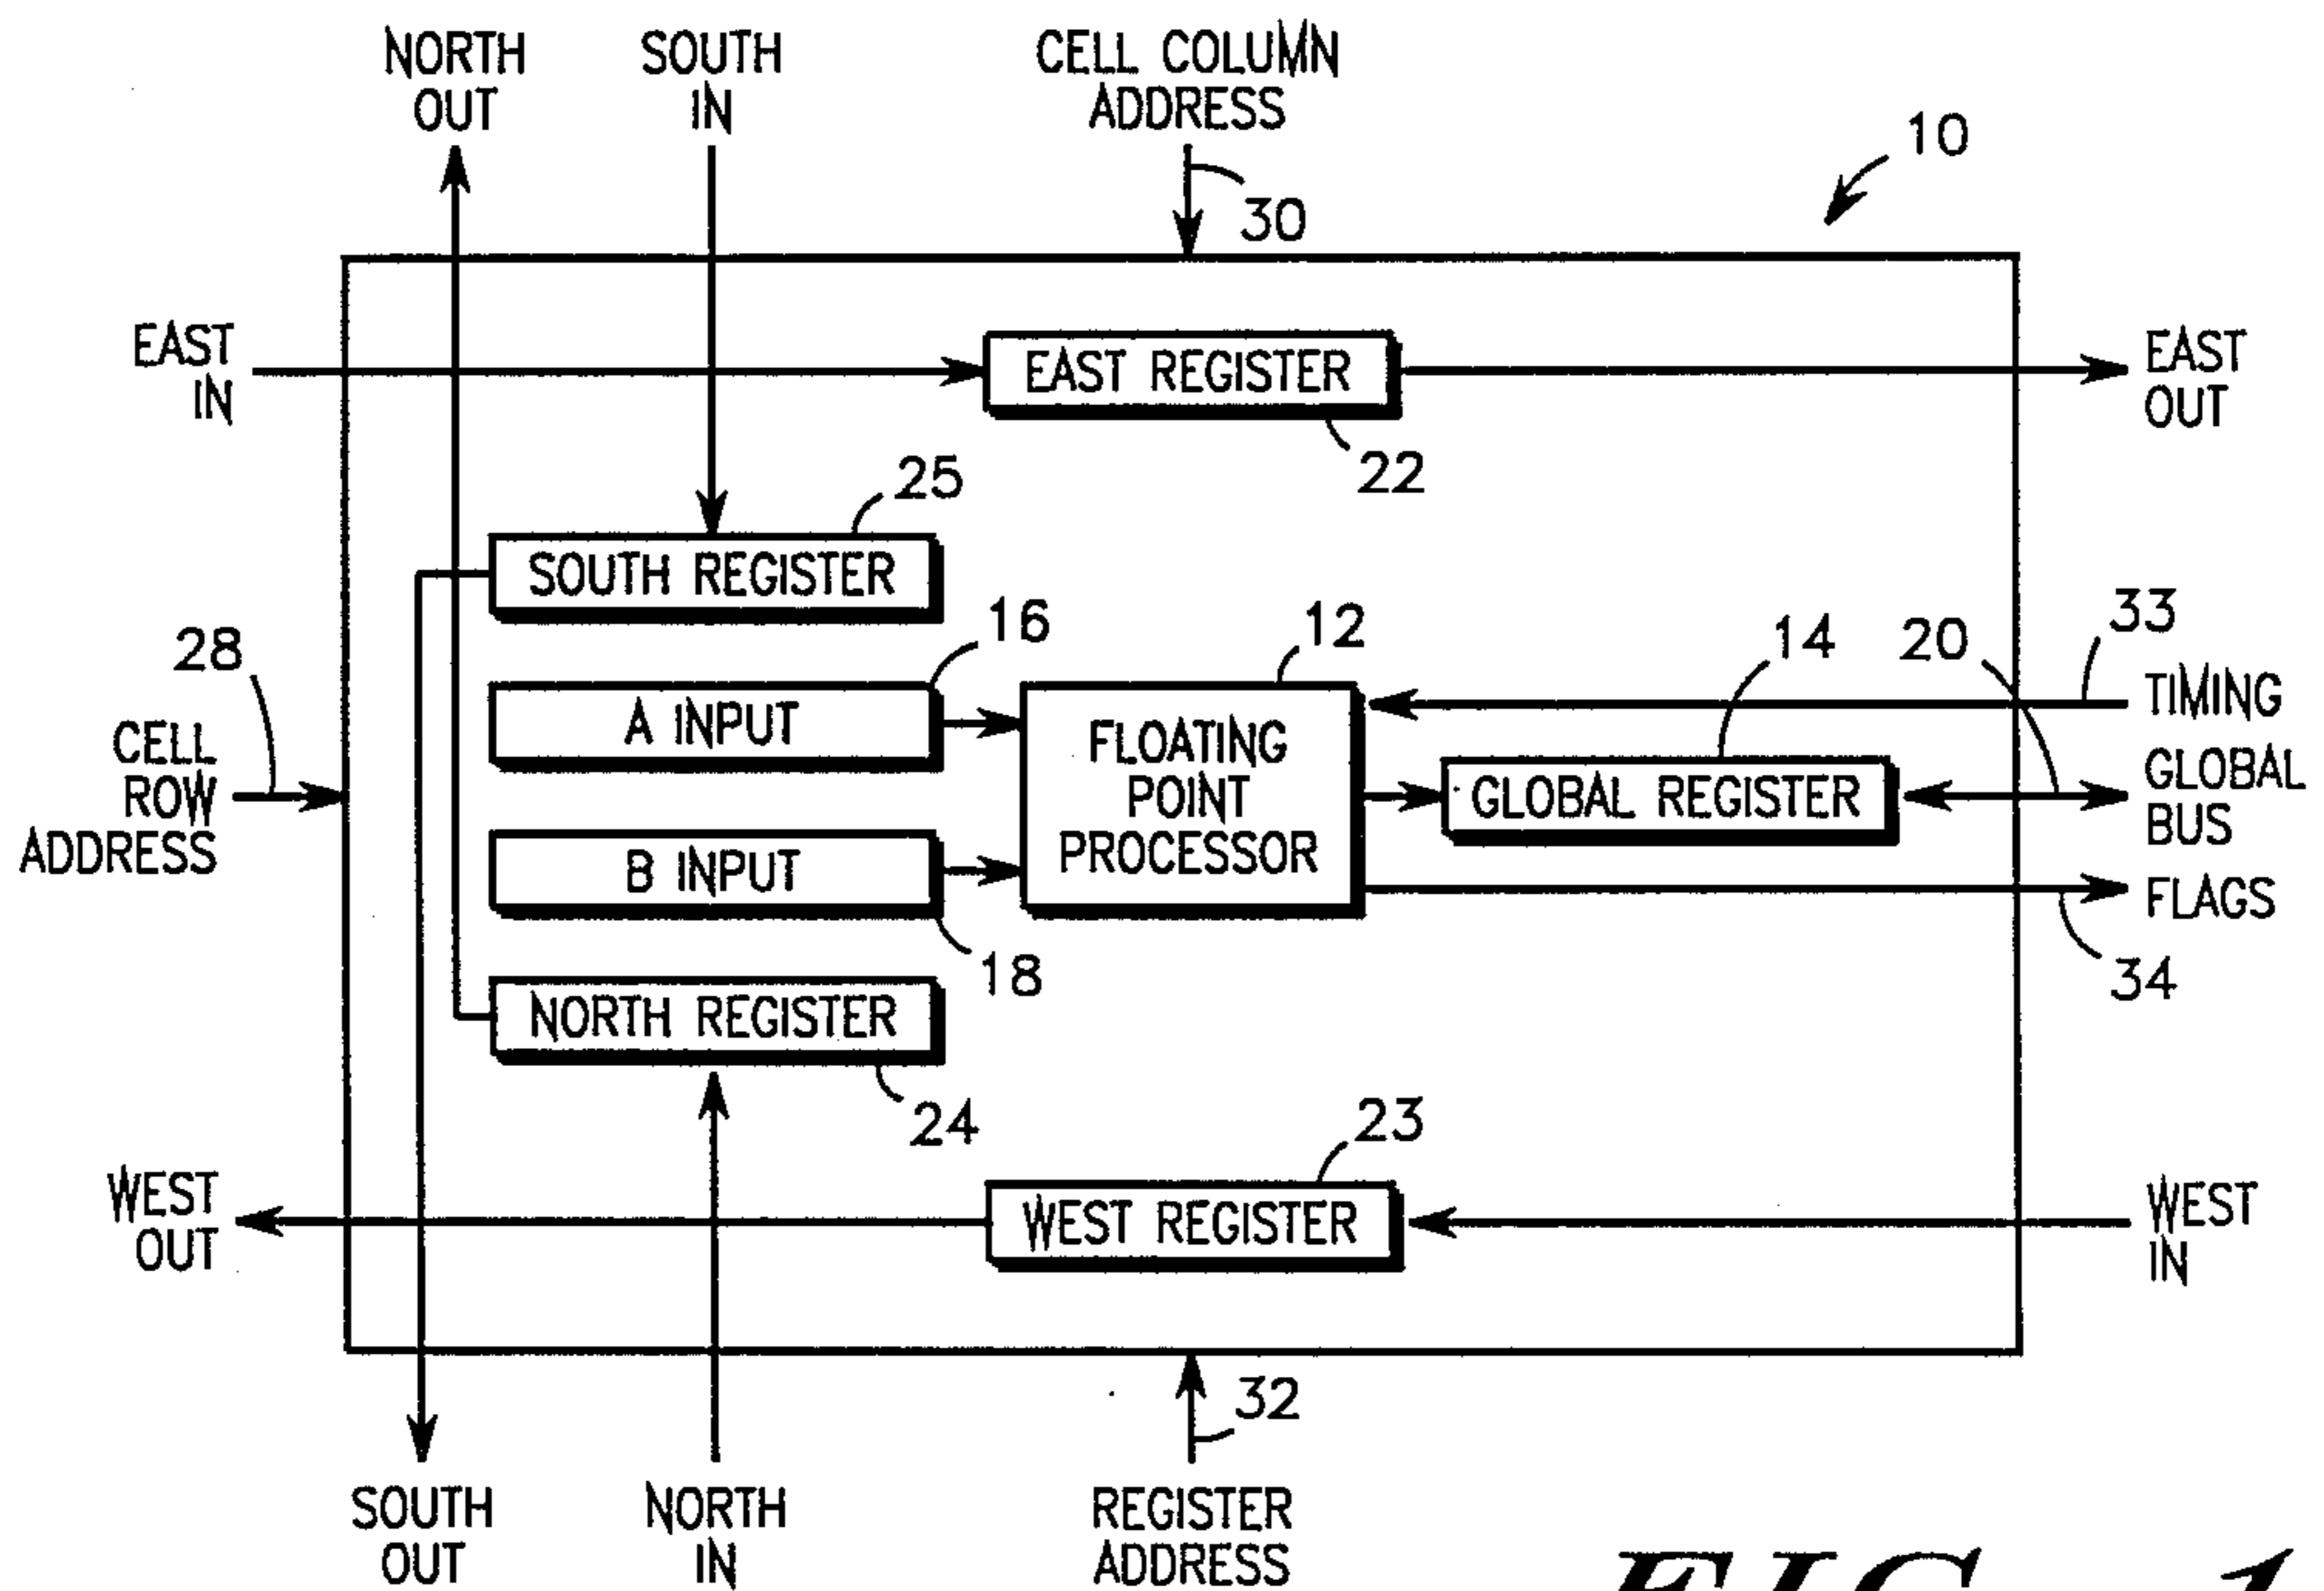 NORTH
OUT
SOUTH
IN
CELL COLUMN
ADDRESS
10
30
EAST
IN
EAST REGISTER
EAST
OUT
22
25
SOUTH REGISTER
28
16
12
14
20
33
CELL
ROW
ADDRESS
A INPUT
FLOATING
POINT
PROCESSOR
TIMING
GLOBAL REGISTER
GLOBAL
BUS
B INPUT
FLAGS
18
34
NORTH REGISTER
24
23
WEST
OUT
WEST REGISTER
WEST
IN
32
SOUTH
OUT
NORTH
IN
REGISTER
ADDRESS
FIG. 1